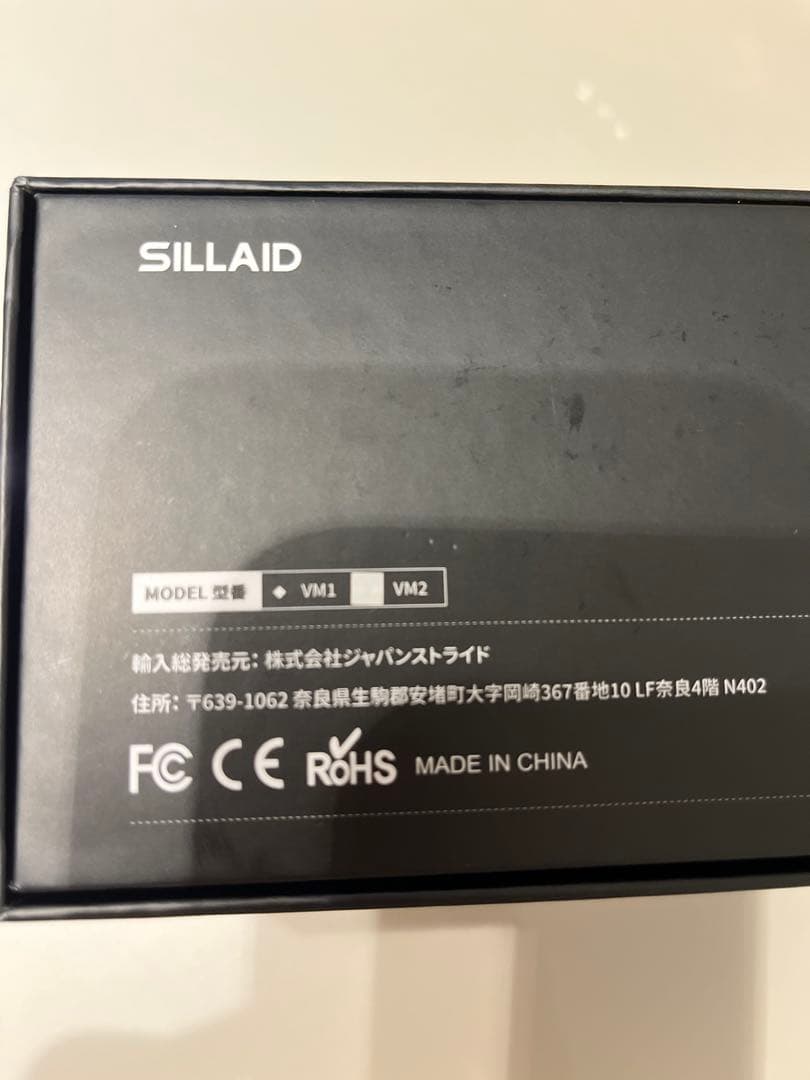 SILLAID
MODEL 型番 ◆ VM1 VM2
輸入総発売元：株式会社ジャパンストライド
住所：〒639-1062 奈良県生駒郡安堵町大字岡崎367番地10 LF奈良4階 N402
FC CE RoHS MADE IN CHINA